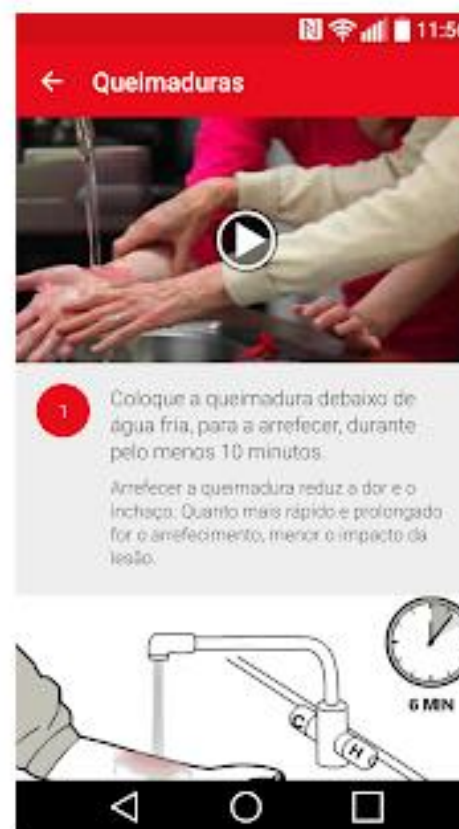 11:56
Queimaduras
1
Coloque a queimadura debaixo de
água fria, para a arrefecer, durante
pelo menos 10 minutos.
Arrefecer a queimadura reduz a dor e o
inchaço. Quanto mais rápido e prolongado
for o arrefecimento, menor o impacto da
lesão.
6 MIN
C
H